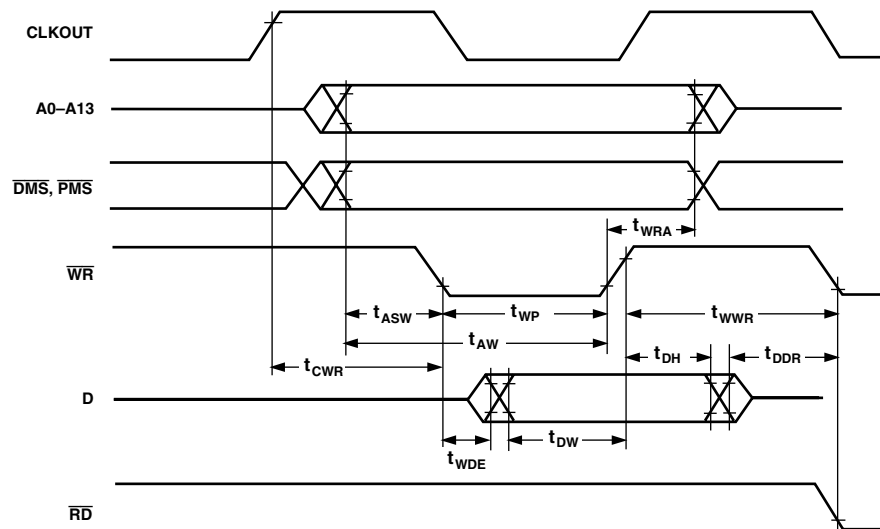 CLKOUT
A0–A13
DMS, PMS
tWRA
WR
tASW
tWP
tWWR
tAW
tCWR
tDH
tDDR
D
tWDE
tDW
RD